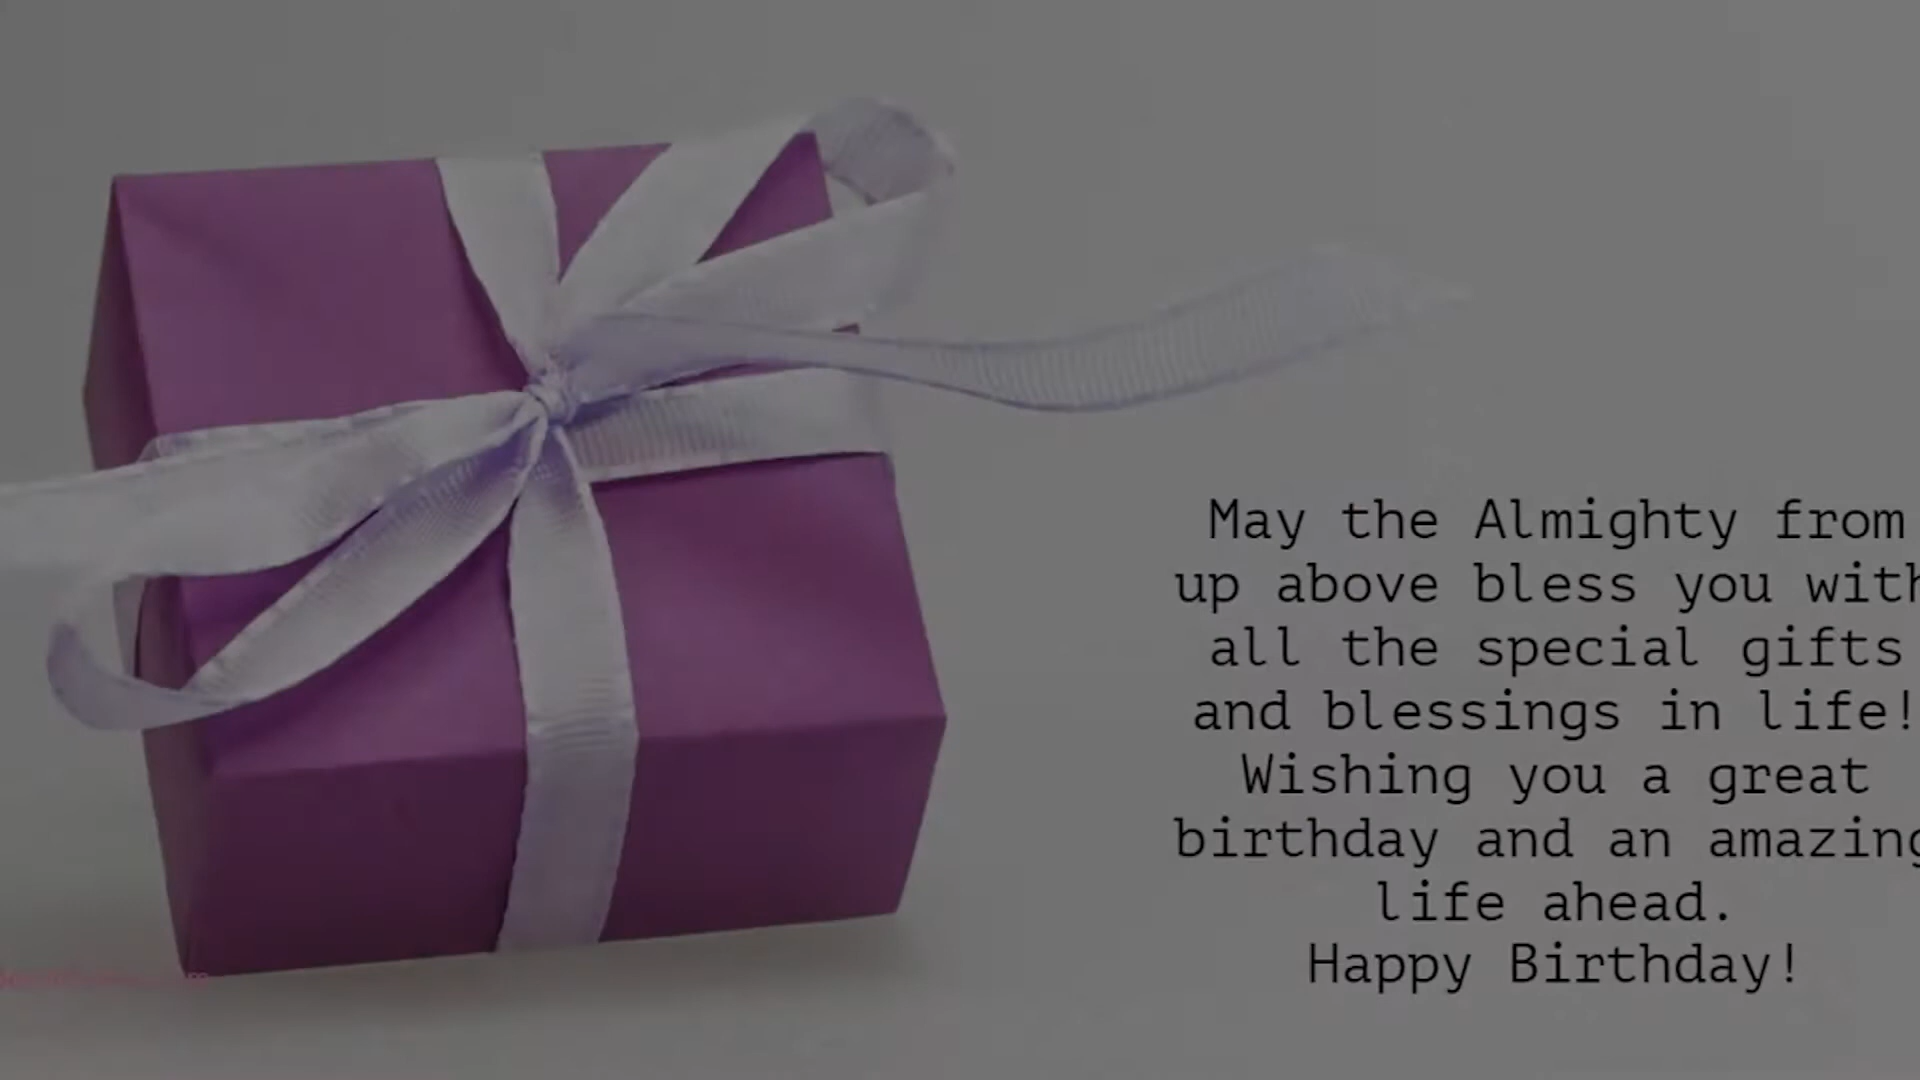 May the Almighty from
up above bless you with
all the special gifts
and blessings in life!
Wishing you a great
birthday and an amazing
life ahead.
Happy Birthday!